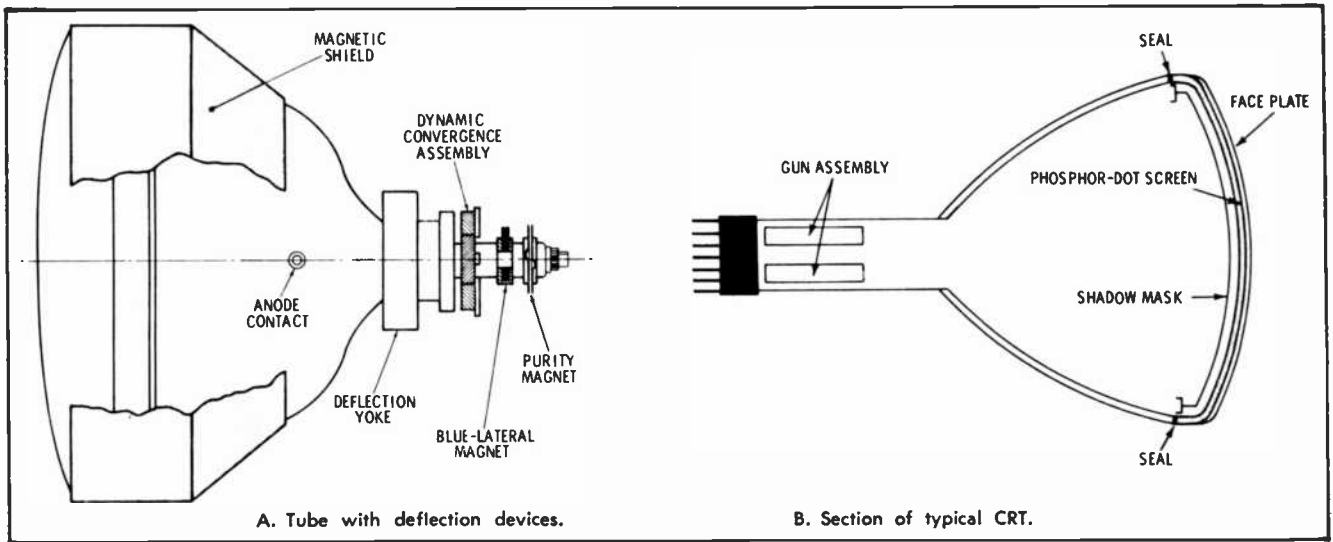 MAGNETIC
SHIELD
DYNAMIC
CONVERGENCE
ASSEMBLY
ANODE
CONTACT
DEFLECTION
YOKE
BLUE-LATERAL
MAGNET
PURITY
MAGNET
A. Tube with deflection devices.
SEAL
FACE PLATE
GUN ASSEMBLY
PHOSPHOR-DOT SCREEN
SHADOW MASK
SEAL
B. Section of typical CRT.